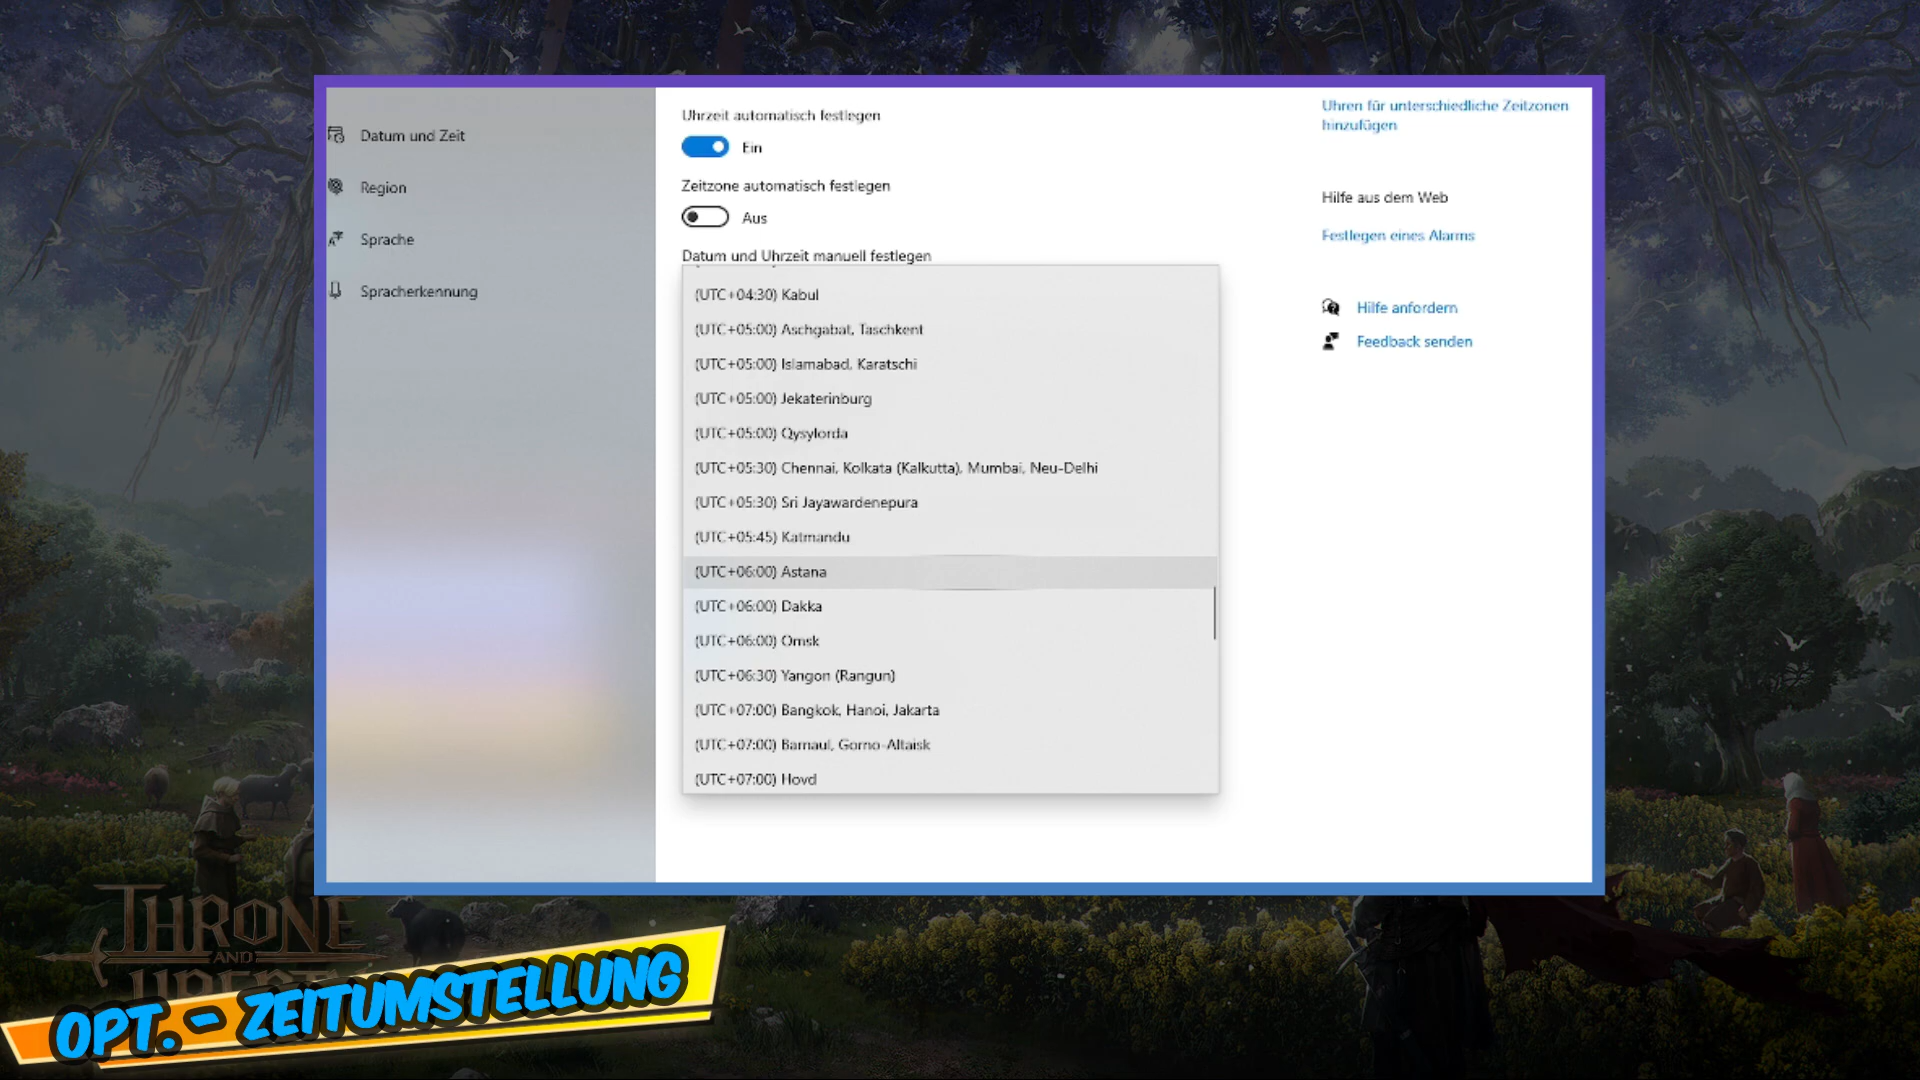 Datum und Zeit
Region
Sprache
Spracherkennung
Uhrzeit automatisch festlegen
Ein
Zeitzone automatisch festlegen
Aus
Datum und Uhrzeit manuell festlegen
(UTC+04:30) Kabul
(UTC+05:00) Aschgabat, Taschkent
(UTC+05:00) Islamabad, Karatschi
(UTC+05:00) Jekaterinburg
(UTC+05:00) Qysylorda
(UTC+05:30) Chennai, Kolkata (Kalkutta), Mumbai, Neu-Delhi
(UTC+05:30) Sri Jayawardenepura
(UTC+05:45) Katmandu
(UTC+06:00) Astana
(UTC+06:00) Dakka
(UTC+06:00) Omsk
(UTC+06:30) Yangon (Rangun)
(UTC+07:00) Bangkok, Hanoi, Jakarta
(UTC+07:00) Barnaul, Gorno-Altaisk
(UTC+07:00) Hovd
Uhren für unterschiedliche Zeitzonen
hinzufügen
Hilfe aus dem Web
Festlegen eines Alarms
Hilfe anfordern
Feedback senden
THRONE
AND
OPT. - ZEITUMSTELLUNG